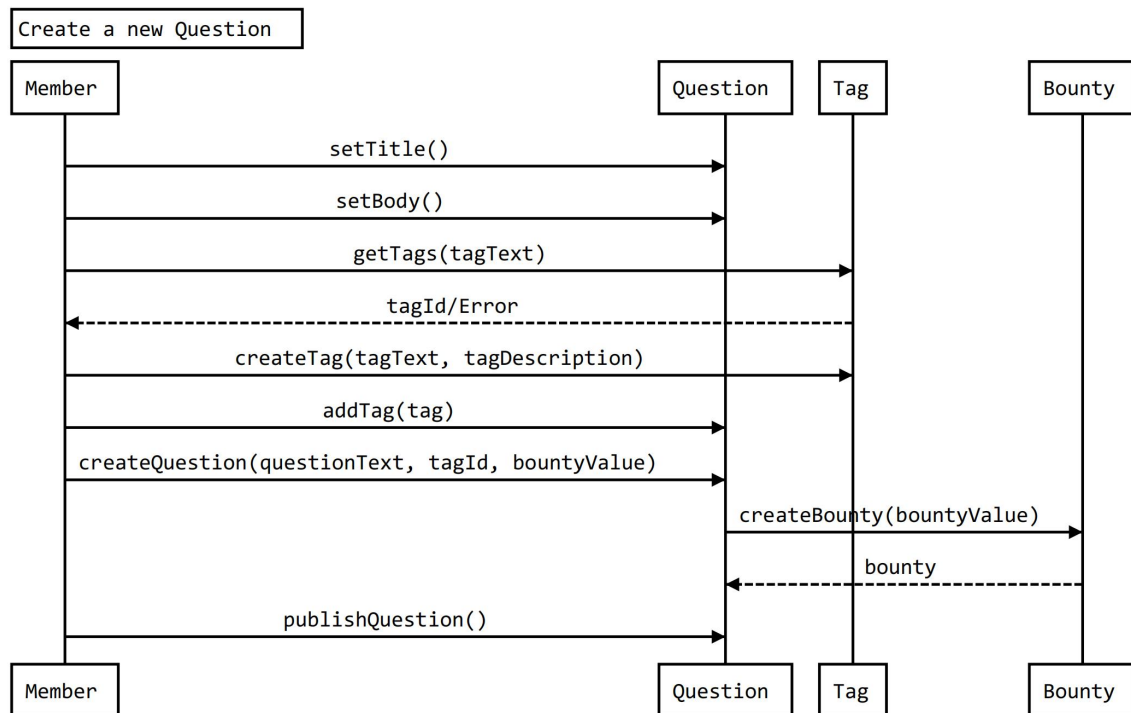 Create a new Question
Member
Question
Tag
Bounty
setTitle()
setBody()
getTags(tagText)
tagId/Error
createTag(tagText, tagDescription)
addTag(tag)
createQuestion(questionText, tagId, bountyValue)
createBounty(bountyValue)
bounty
publishQuestion()
Member
Question
Tag
Bounty